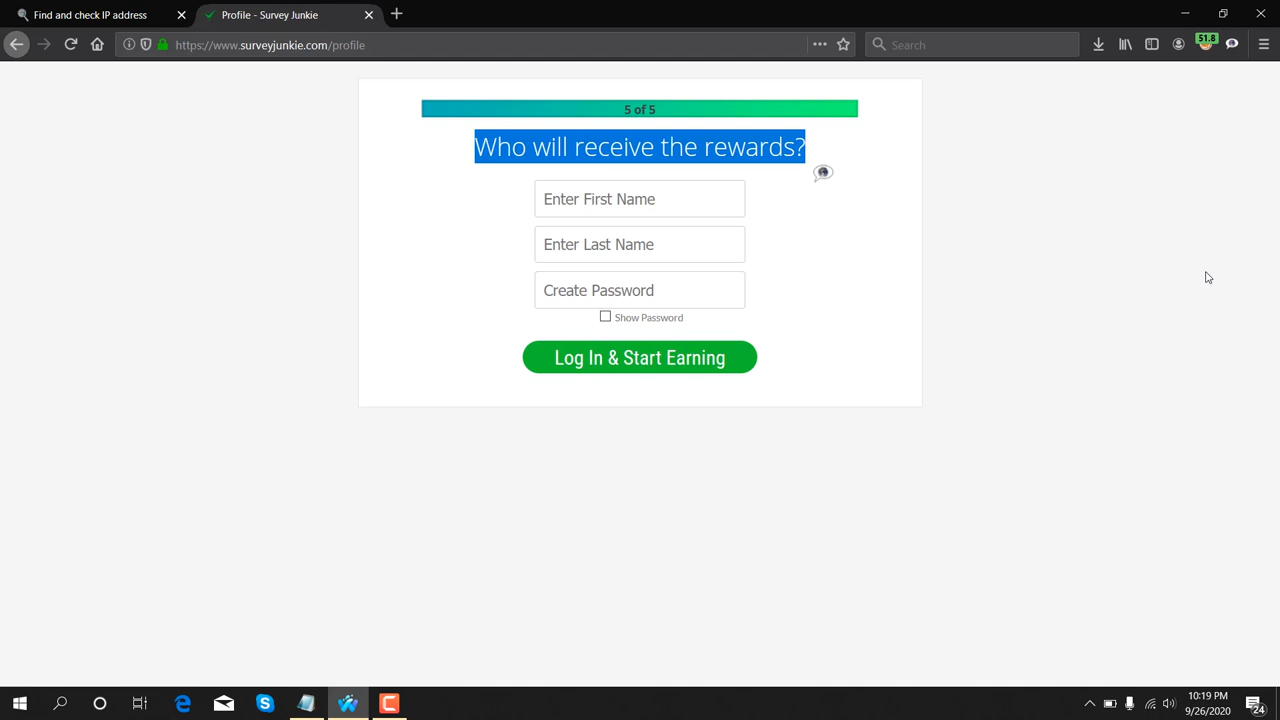 Find and check IP address
Profile - Survey Junkie
https://www.surveyjunkie.com/profile
Search
51.8
5 of 5
Who will receive the rewards?
Enter First Name
Enter Last Name
Create Password
Show Password
Log In & Start Earning
10:19 PM
9/26/2020
24